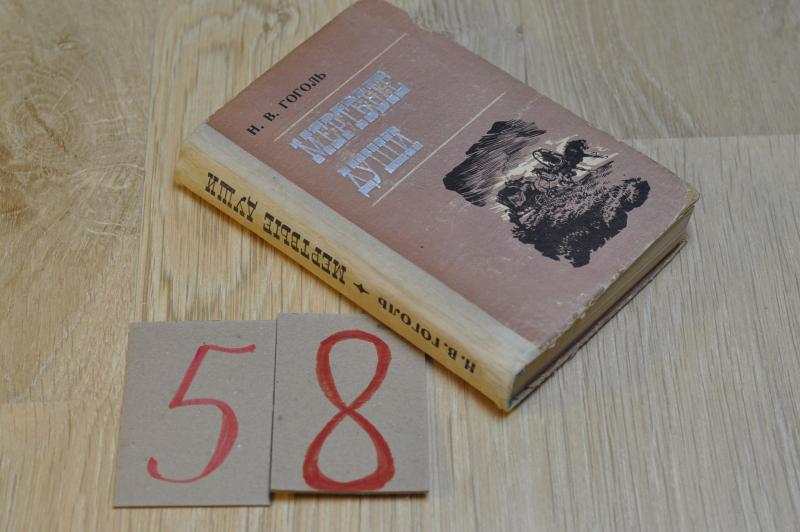 Н. В. ГОГОЛЬ
МЕРТВЫЕ
ДУШИ
Н. В. ГОГОЛЬ ✦ МЕРТВЫЕ ДУШИ
58